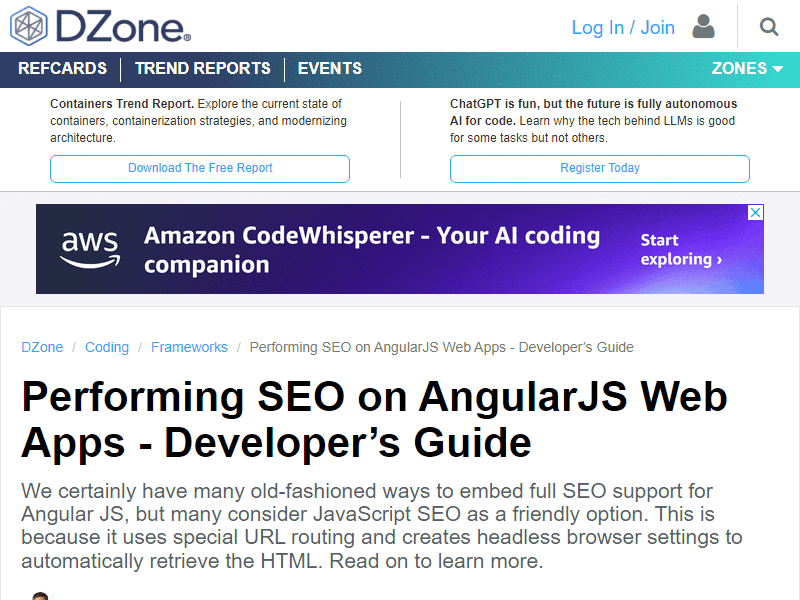 DZone®
Log In / Join
REFCARDS
TREND REPORTS
EVENTS
ZONES
Containers Trend Report. Explore the current state of
containers, containerization strategies, and modernizing
architecture.
Download The Free Report
ChatGPT is fun, but the future is fully autonomous
AI for code. Learn why the tech behind LLMs is good
for some tasks but not others.
Register Today
aws
Amazon CodeWhisperer - Your AI coding
companion
Start
exploring ›
DZone / Coding / Frameworks / Performing SEO on AngularJS Web Apps - Developer’s Guide
Performing SEO on AngularJS Web
Apps - Developer’s Guide
We certainly have many old-fashioned ways to embed full SEO support for
Angular JS, but many consider JavaScript SEO as a friendly option. This is
because it uses special URL routing and creates headless browser settings to
automatically retrieve the HTML. Read on to learn more.